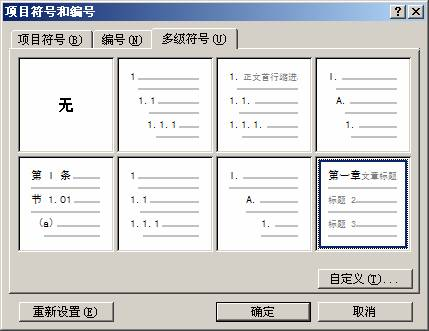 项目符号和编号
项目符号(B) 编号(N) 多级符号(U)
无
1
1.1
1.1.1
1. 正文首行缩进
1.1.
1.1.1.
I.
A.
1.
第 I 条
节 1.01
(a)
1
1.1
1.1.1
I.
A.
1.
第一章文章标题
标题 2
标题 3
自定义(T)...
重新设置(E) 确定 取消